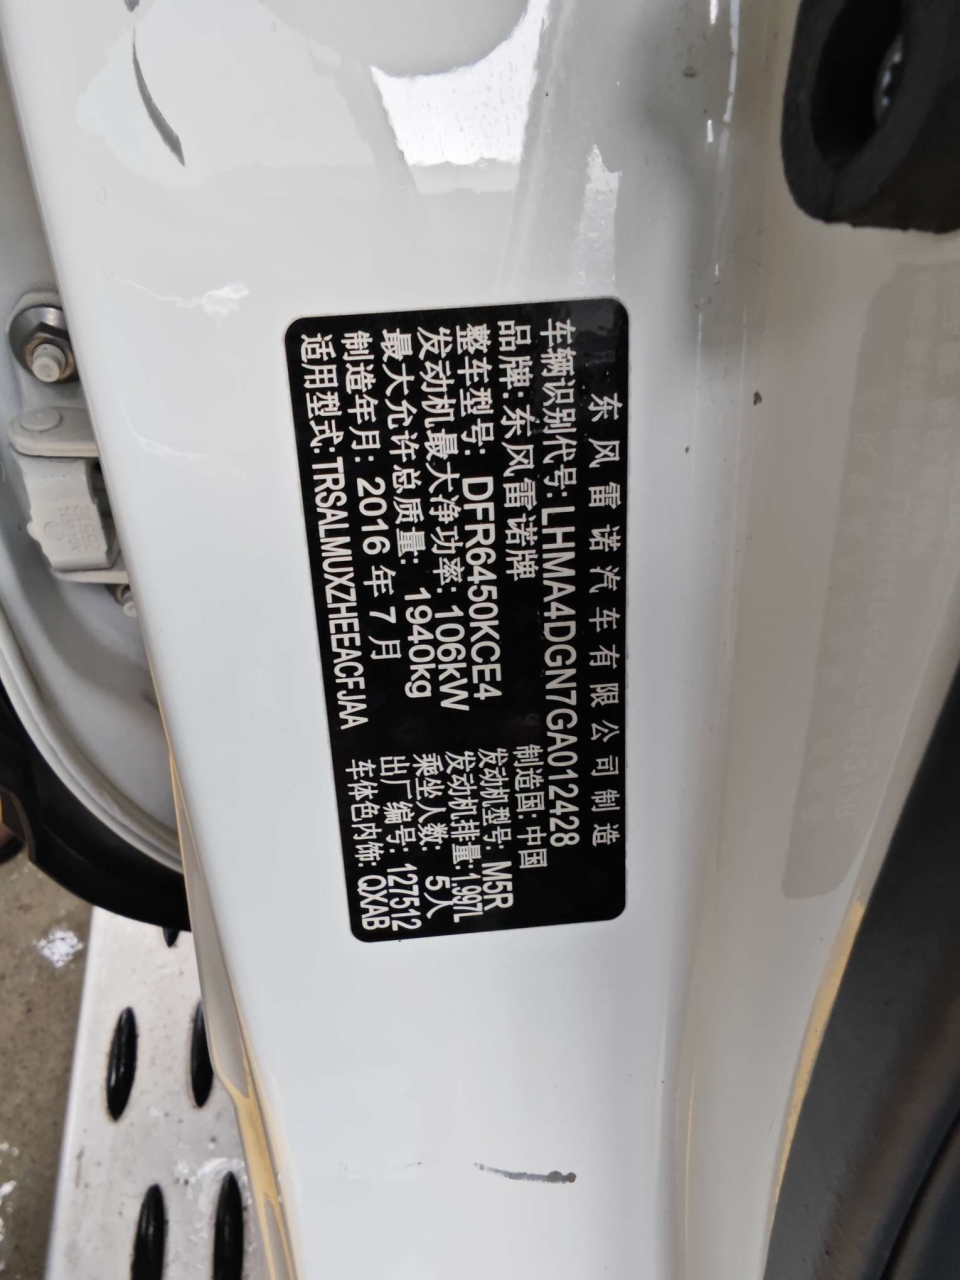 东风雷诺汽车有限公司制造
车辆识别代号: LHMA4DGN7GA012428
品牌: 东风雷诺牌 制造国: 中国
整车型号: DFR6450KCE4 发动机型号: M5R
发动机最大净功率: 106kW 发动机排量: 1.997L
最大允许总质量: 1940kg 乘坐人数: 5人
制造年月: 2016年7月 出厂编号: 127512
适用型式: TRSALMUXZHEEACFJAA 车体色内饰: QXAB